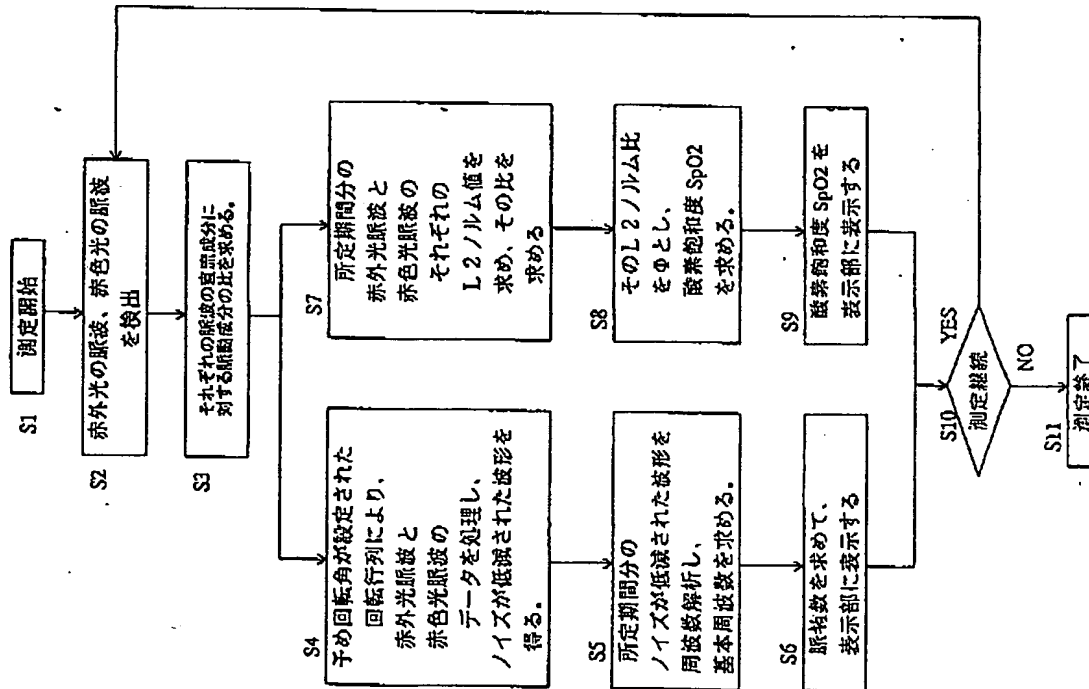 S1
測定開始
S2
赤外光の脈波、赤色光の脈波
を検出
S3
それぞれの脈波の直流成分に
対する脈動成分の比を求める。
S4
予め回転角が設定された
回転行列により、
赤外光脈波と
赤色光脈波の
データを処理し、
ノイズが低減された波形を
得る。
S5
所定期間分の
ノイズが低減された波形を
周波数解析し、
基本周波数を求める。
S6
脈拍数を求めて、
表示部に表示する
S7
所定期間分の
赤外光脈波と
赤色光脈波の
それぞれの
L2ノルム値を
求め、その比を
求める
S8
そのL2ノルム比
をΦとし、
酸素飽和度SpO2
を求める。
S9
酸素飽和度SpO2を
表示部に表示する
S10
測定継続
YES
NO
S11
測定終了